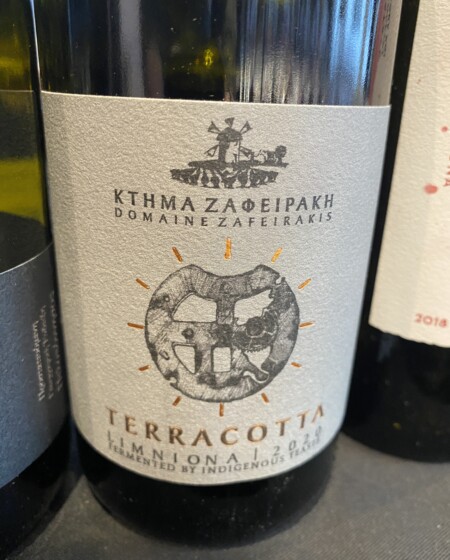 ΚΤΗΜΑ ΖΑΦΕΙΡΑΚΗ
DOMAINE ZAFEIRAKIS
TERRACOTTA
LIMNIONA | 2020
FERMENTED BY INDIGENOUS YEASTS
2018